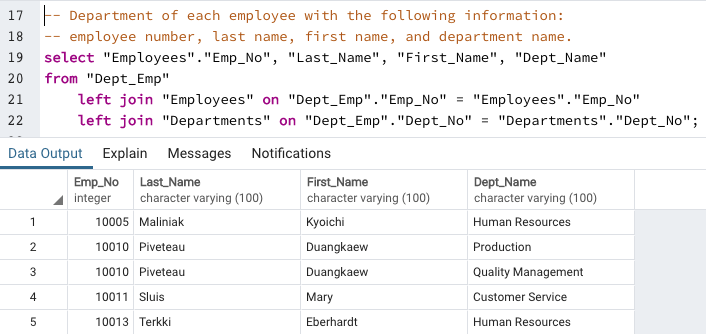 17 -- Department of each employee with the following information:
18 -- employee number, last name, first name, and department name.
19 select "Employees"."Emp_No", "Last_Name", "First_Name", "Dept_Name"
20 from "Dept_Emp"
21 left join "Employees" on "Dept_Emp"."Emp_No" = "Employees"."Emp_No"
22 left join "Departments" on "Dept_Emp"."Dept_No" = "Departments"."Dept_No";
Data Output Explain Messages Notifications
Emp_No Last_Name First_Name Dept_Name
integer character varying (100) character varying (100) character varying (100)
1 10005 Maliniak Kyoichi Human Resources
2 10010 Piveteau Duangkaew Production
3 10010 Piveteau Duangkaew Quality Management
4 10011 Sluis Mary Customer Service
5 10013 Terkki Eberhardt Human Resources